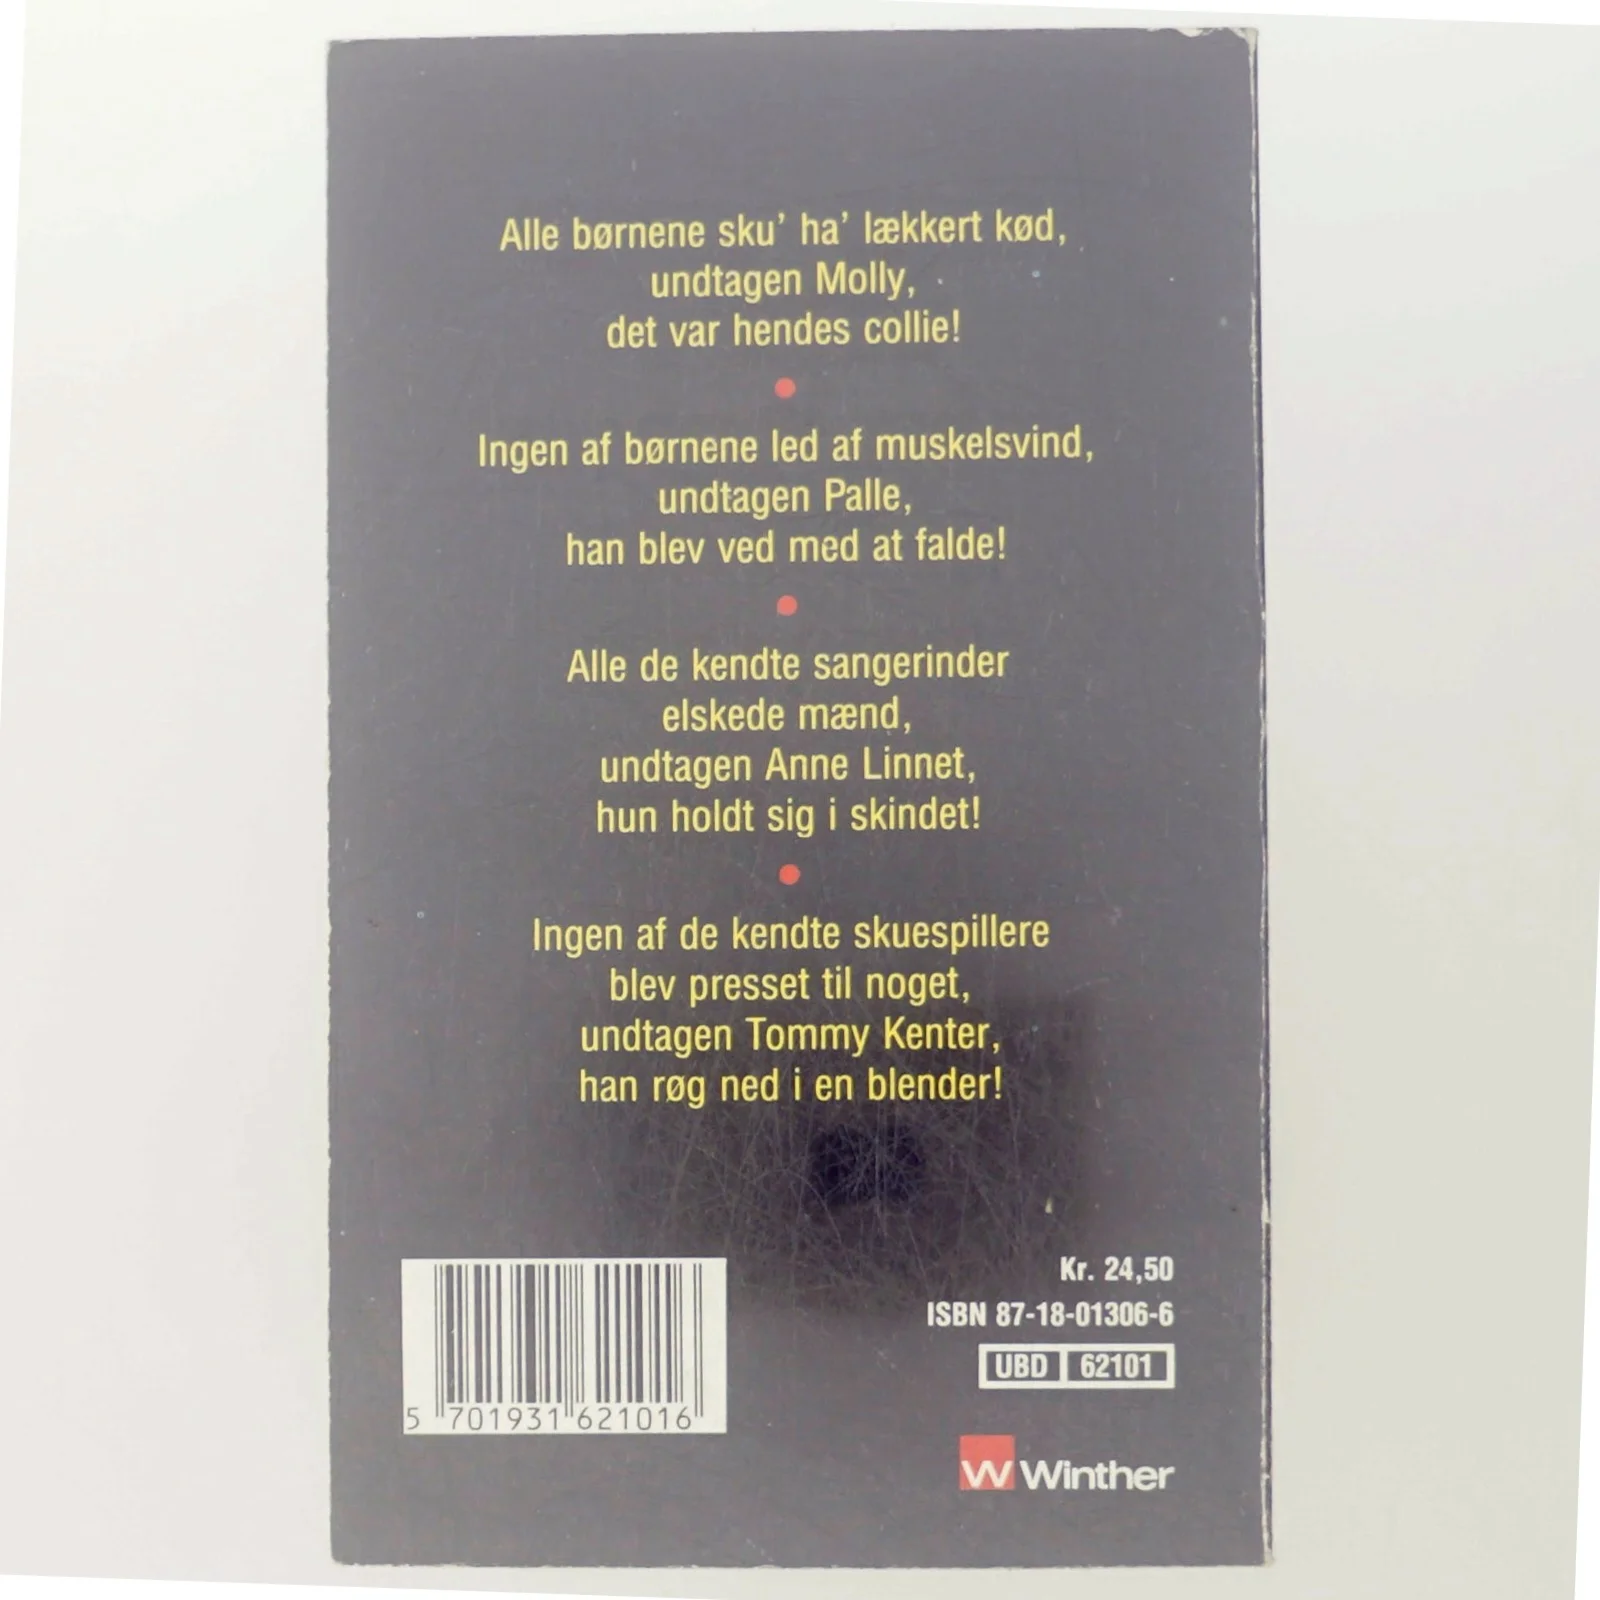 Alle børnene sku' ha' lækkert kød,
undtagen Molly,
det var hendes collie!
Ingen af børnene led af muskelsvind,
undtagen Palle,
han blev ved med at falde!
Alle de kendte sangerinder
elskede mænd,
undtagen Anne Linnet,
hun holdt sig i skindet!
Ingen af de kendte skuespillere
blev presset til noget,
undtagen Tommy Kenter,
han røg ned i en blender!
Kr. 24,50
ISBN 87-18-01306-6
UBD 62101
5 701931 621016
W Winther